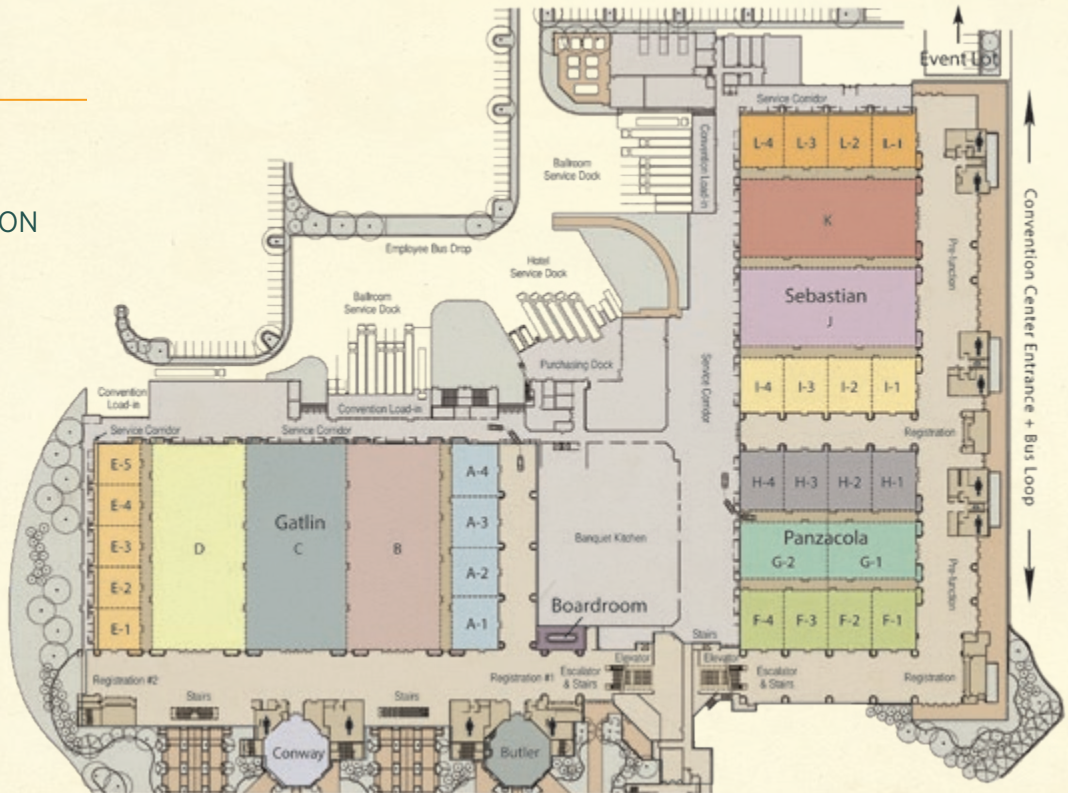 ON
Event Lot
Service Corridor
L-4
L-3
L-2
L-1
Convention Load-in
Ballroom
Service Dock
K
Employee Bus Drop
Pre-function
Convention Center Entrance + Bus Loop
Hotel
Service Dock
Sebastian
J
Ballroom
Service Dock
Purchasing Dock
Service Corridor
I-4
I-3
I-2
I-1
Convention
Load-in
Convention Load-in
Service Corridor
Service Corridor
Registration
E-5
E-4
E-3
E-2
E-1
D
Gatlin
C
B
A-4
A-3
A-2
A-1
Banquet Kitchen
Boardroom
H-4
H-3
H-2
H-1
Panzacola
G-2
G-1
Pre-function
F-4
F-3
F-2
F-1
Stairs
Elevator
Elevator
Registration #2
Stairs
Stairs
Registration #1
Escalator
& Stairs
Escalator
& Stairs
Registration
Conway
Butler